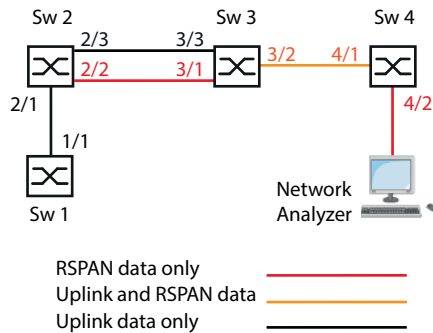 Sw 2
Sw 3
Sw 4
2/3
3/3
2/2
3/1
3/2
4/1
2/1
4/2
1/1
Sw 1
Network
Analyzer
RSPAN data only
Uplink and RSPAN data
Uplink data only